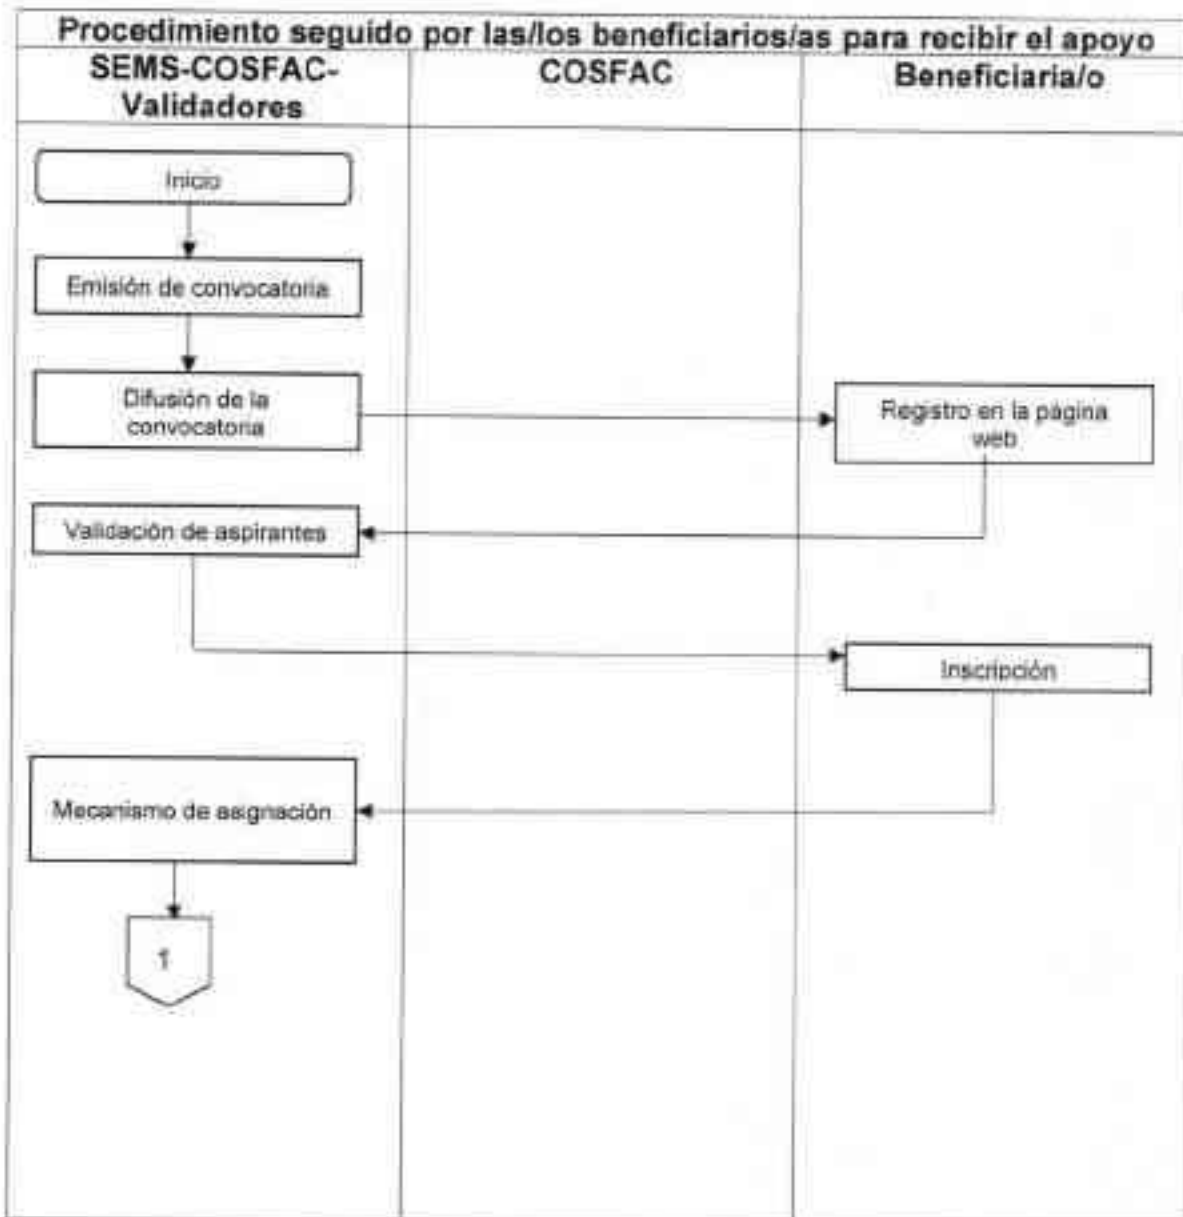 Procedimiento seguido por las/los beneficiarios/as para recibir el apoyo
SEMS-COSFAC-
Validadores
COSFAC
Beneficiaria/o
Inicio
Emisión de convocatoria
Difusión de la
convocatoria
Registro en la página
web
Validación de aspirantes
Inscripción
Mecanismo de asignación
1